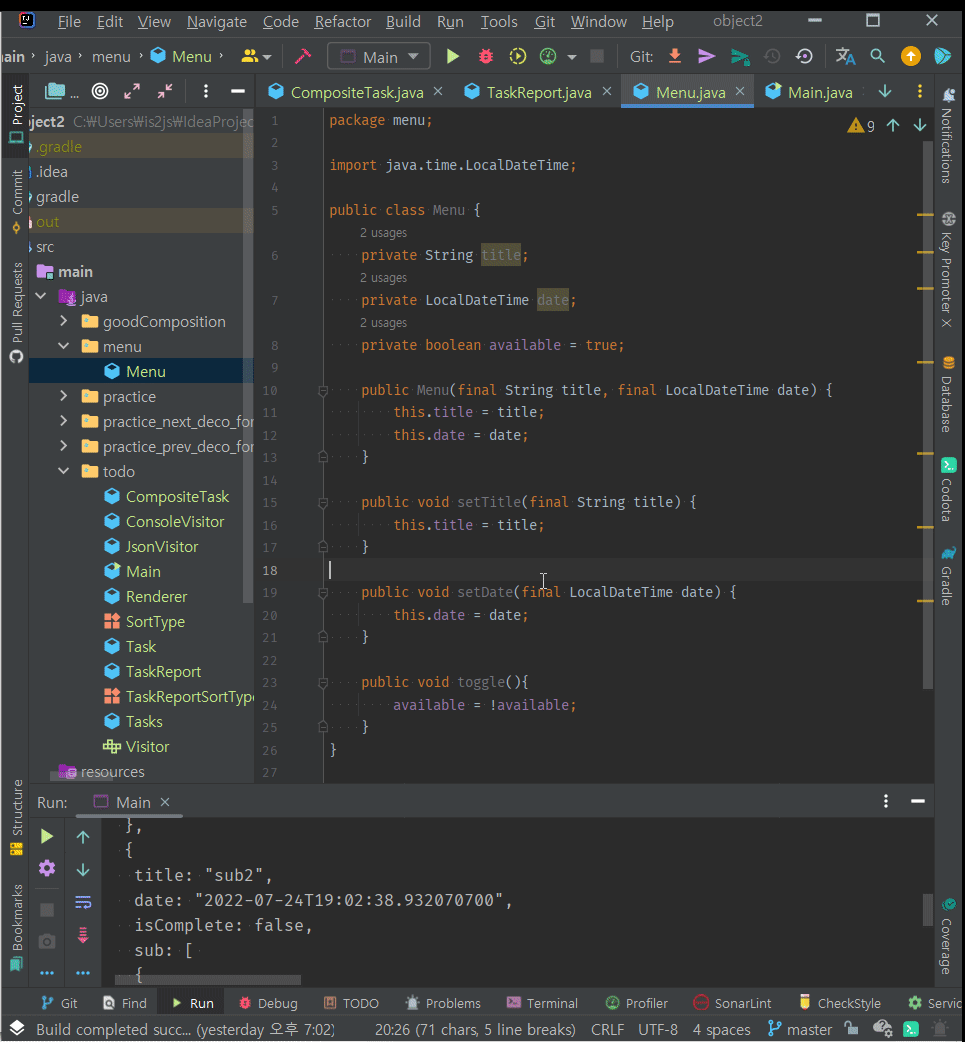 File Edit View Navigate Code Refactor Build Run Tools Git Window Help object2
ain › java › menu › Menu › Main Git:
Project
... CompositeTask.java TaskReport.java Menu.java Main.java
ject2 C:₩Users₩is2js₩IdeaProjec
.gradle
.idea
gradle
out
src
main
java
goodComposition
menu
Menu
practice
practice_next_deco_for
practice_prev_deco_for
todo
CompositeTask
ConsoleVisitor
JsonVisitor
Main
Renderer
SortType
Task
TaskReport
TaskReportSortType
Tasks
Visitor
resources
Commit
Pull Requests
Structure
Bookmarks
9
1 package menu;
2
3 import java.time.LocalDateTime;
4
5 public class Menu {
2 usages
6 private String title;
2 usages
7 private LocalDateTime date;
2 usages
8 private boolean available = true;
9
10 public Menu(final String title, final LocalDateTime date) {
11 this.title = title;
12 this.date = date;
13 }
14
15 public void setTitle(final String title) {
16 this.title = title;
17 }
18
19 public void setDate(final LocalDateTime date) {
20 this.date = date;
21 }
22
23 public void toggle(){
24 available = !available;
25 }
26 }
27
Notifications
Key Promoter X
Database
Codota
Gradle
Coverage
Run: Main
},
{
title: "sub2",
date: "2022-07-24T19:02:38.932070700",
isComplete: false,
sub: [
{
Git Find Run Debug TODO Problems Terminal Profiler SonarLint CheckStyle Servic
Build completed succ... (yesterday 오후 7:02) 20:26 (71 chars, 5 line breaks) CRLF UTF-8 4 spaces master